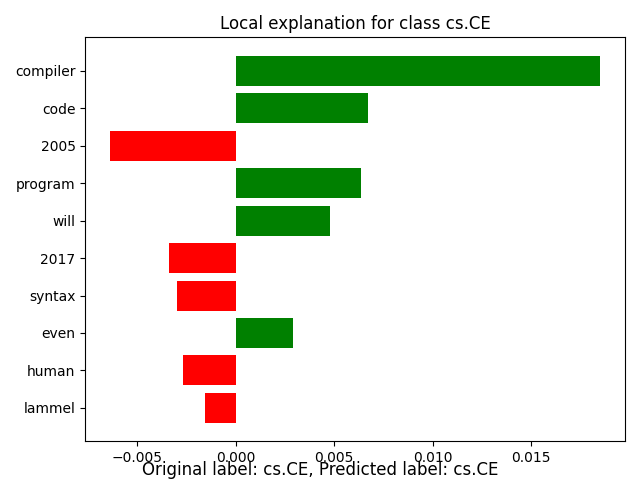 Local explanation for class cs.CE
compiler
code
2005
program
will
2017
syntax
even
human
lammel
−0.005 0.000 0.005 0.010 0.015
Original label: cs.CE, Predicted label: cs.CE